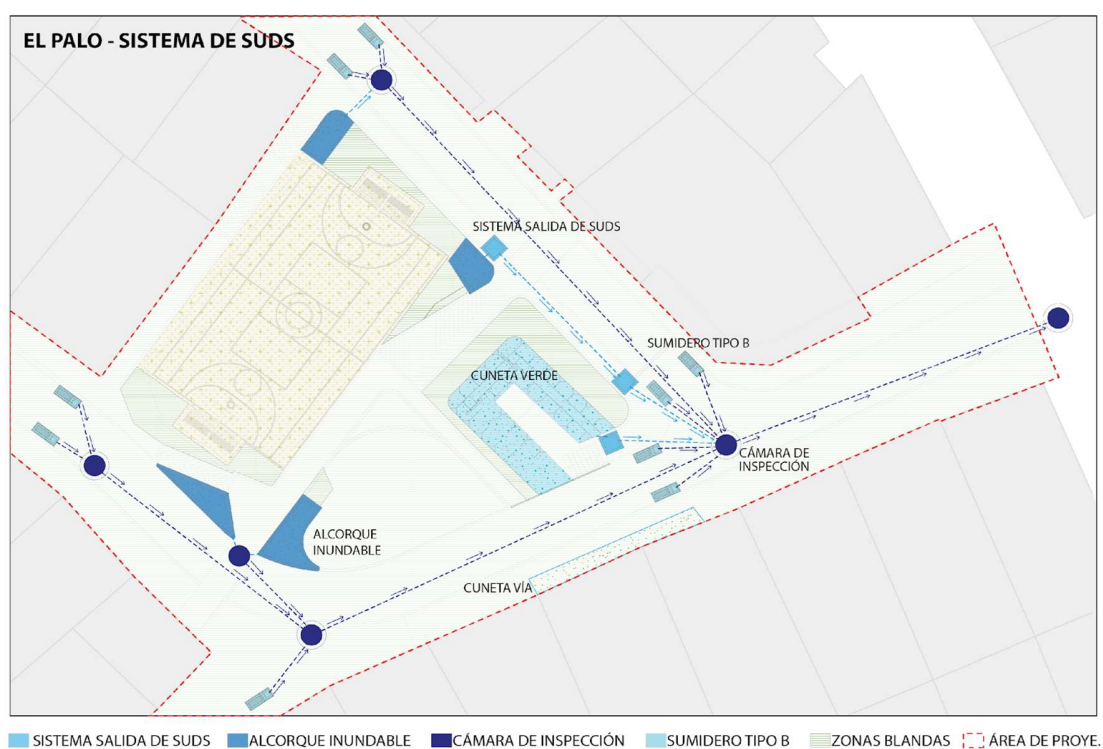 EL PALO - SISTEMA DE SUDS
SISTEMA SALIDA DE SUDS
SUMIDERO TIPO B
CUNETA VERDE
CÁMARA DE
INSPECCIÓN
ALCORQUE
INUNDABLE
CUNETA VÍA
SISTEMA SALIDA DE SUDS ALCORQUE INUNDABLE CÁMARA DE INSPECCIÓN SUMIDERO TIPO B ZONAS BLANDAS ÁREA DE PROYE.